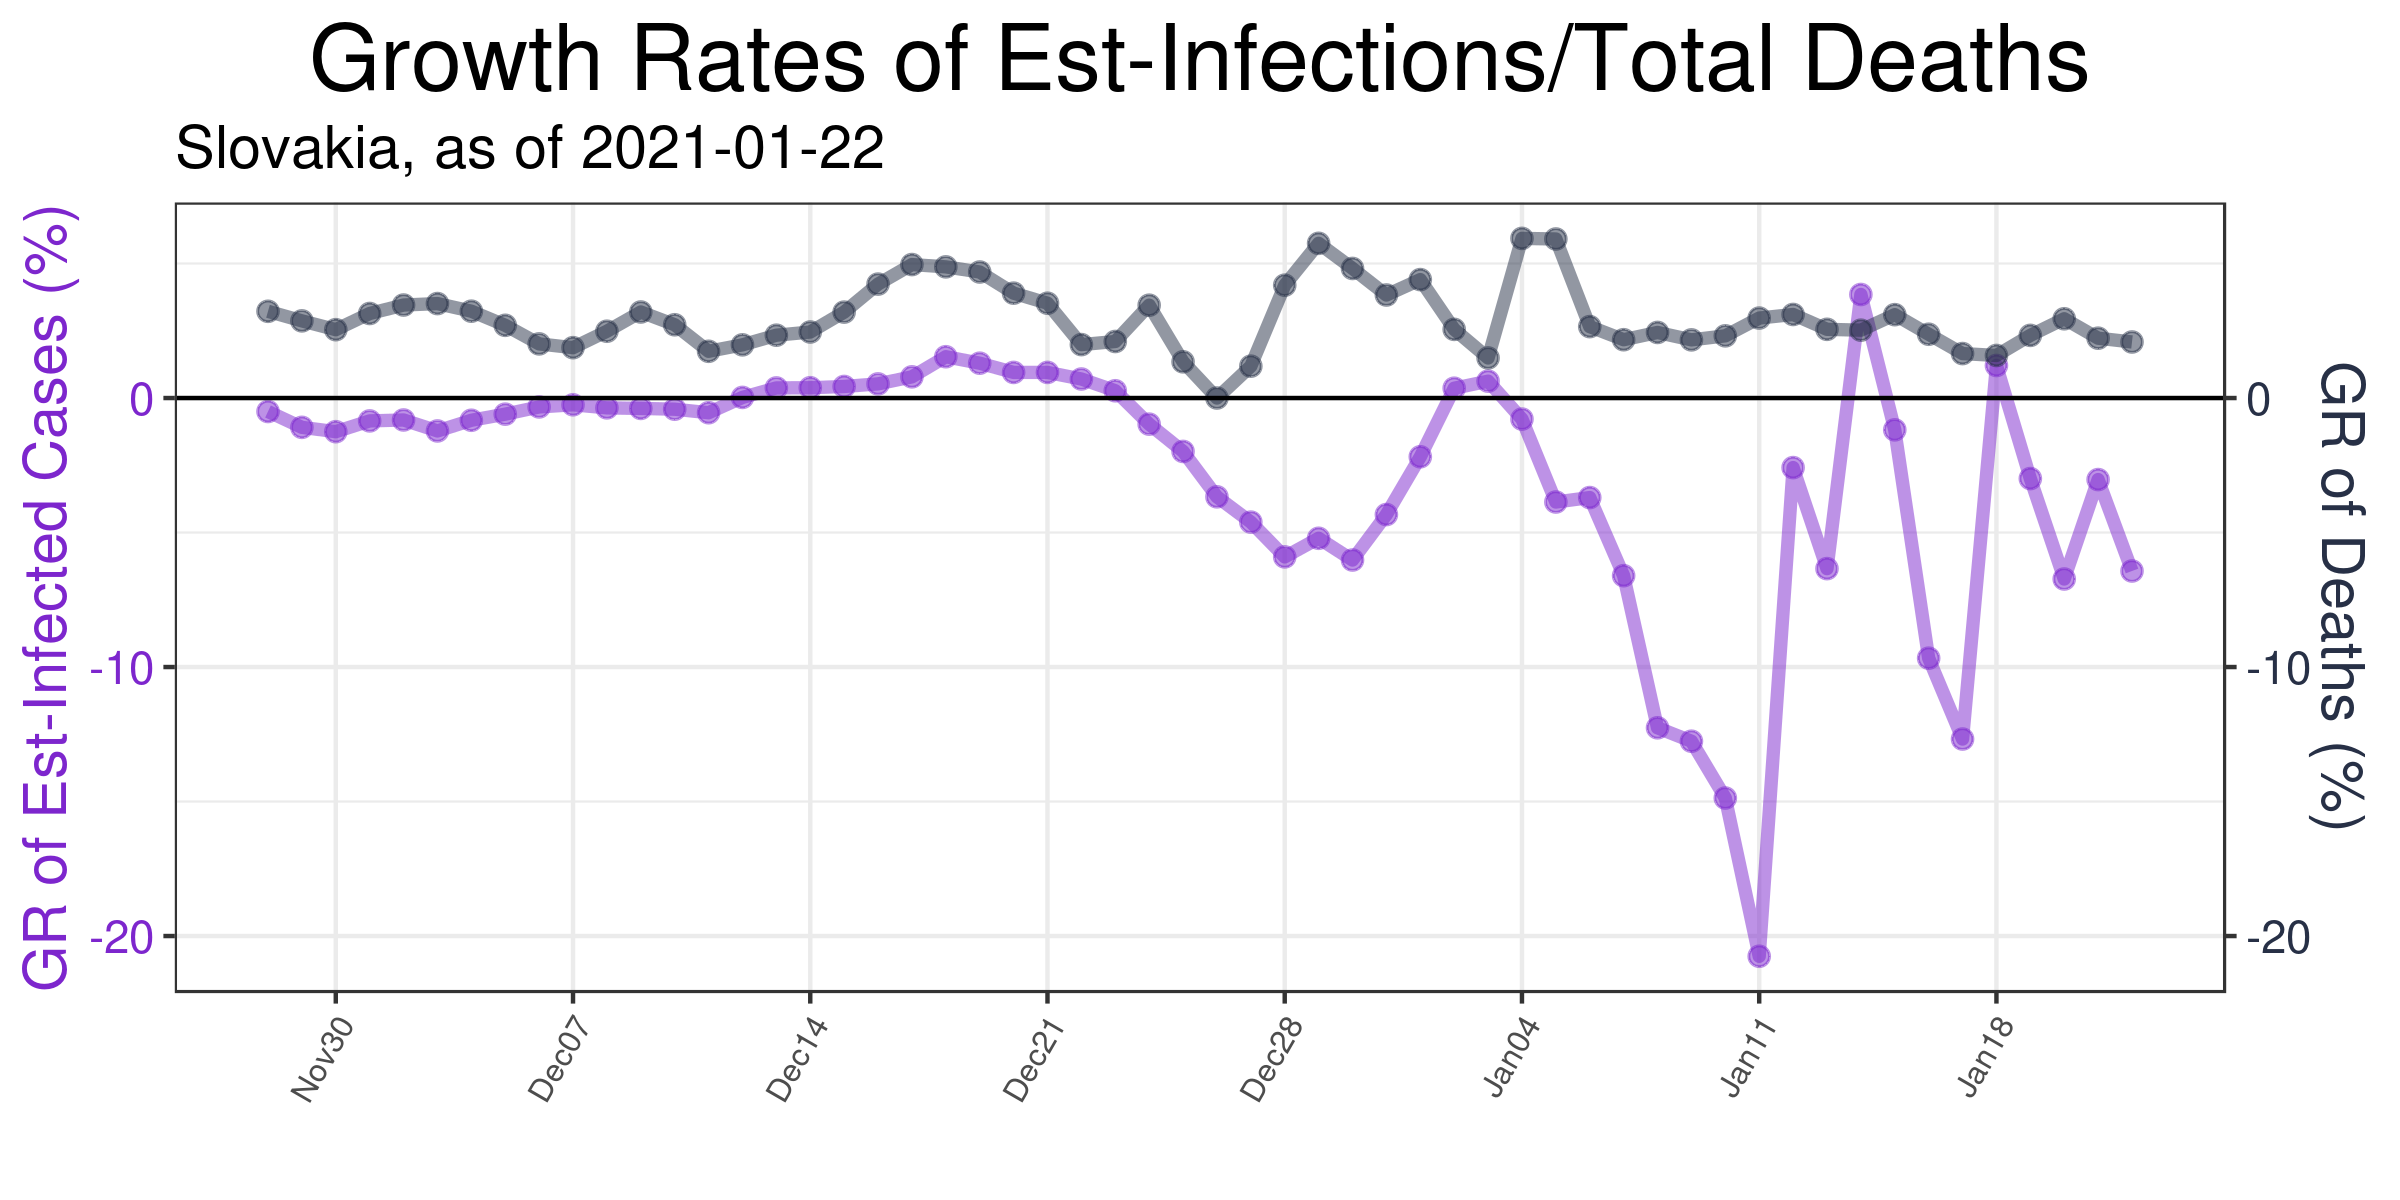 Growth Rates of Est-Infections/Total Deaths
Slovakia, as of 2021-01-22
GR of Est-Infected Cases (%)
0
-10
-20
GR of Deaths (%)
0
-10
-20
Nov30
Dec07
Dec14
Dec21
Dec28
Jan04
Jan11
Jan18